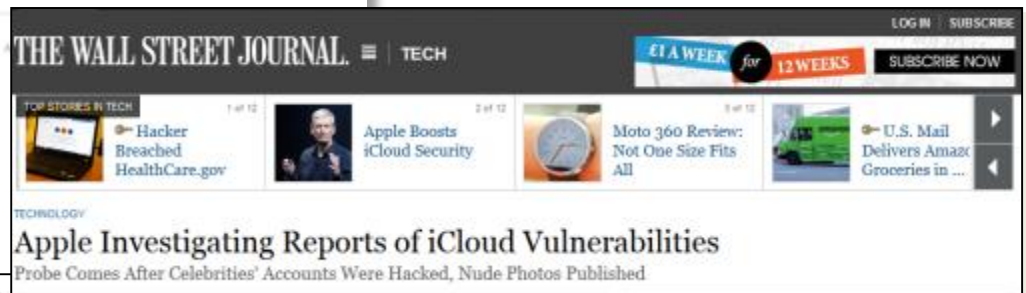 LOG IN SUBSCRIBE
THE WALL STREET JOURNAL. TECH
£1 A WEEK for 12 WEEKS SUBSCRIBE NOW
TOP STORIES IN TECH
1 of 12
Hacker
Breached
HealthCare.gov
2 of 12
Apple Boosts
iCloud Security
3 of 12
Moto 360 Review:
Not One Size Fits
All
U.S. Mail
Delivers Amazo
Groceries in ...
TECHNOLOGY
Apple Investigating Reports of iCloud Vulnerabilities
Probe Comes After Celebrities' Accounts Were Hacked, Nude Photos Published